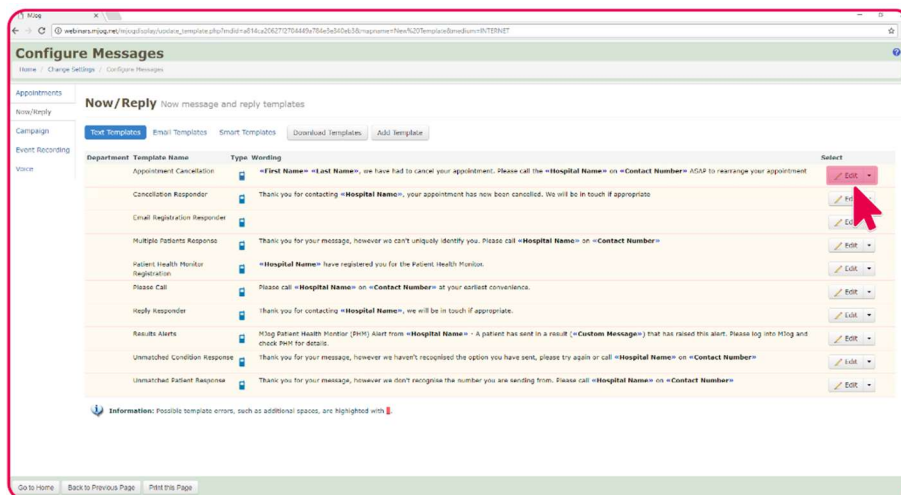 MJog
webinars.mjog.net/mjogdisplay/update_template.php?
Configure Messages
Home / Change Settings / Configure Messages
Appointments
Now/Reply
Campaign
Event Recording
Voice
Now/Reply Now message and reply templates
Text Templates Email Templates Smart Templates Download Templates Add Template
Department Template Name Type Wording Select
Appointment Cancellation «First Name» «Last Name», we have had to cancel your appointment. Please call the «Hospital Name» on «Contact Number» ASAP to rearrange your appointment Edit
Cancellation Responder Thank you for contacting «Hospital Name», your appointment has now been cancelled. We will be in touch if appropriate
Email Registration Responder
Multiple Patients Response Thank you for your message, however we can't uniquely identify you. Please call «Hospital Name» on «Contact Number» Edit
Patient Health Monitor «Hospital Name» have registered you for the Patient Health Monitor. Edit
Registration
Please Call Please call «Hospital Name» on «Contact Number» at your earliest convenience. Edit
Reply Responder Thank you for contacting «Hospital Name», we will be in touch if appropriate. Edit
Results Alerts MJog Patient Health Montior (PHM) Alert from «Hospital Name» - A patient has sent in a result («Custom Message») that has raised this alert. Please log into MJog and Edit
check PHM for details.
Unmatched Condition Response Thank you for your message, however we haven't recognised the option you have sent, please try again or call «Hospital Name» on «Contact Number» Edit
Unmatched Patient Response Thank you for your message, however we don't recognise the number you are sending from. Please call «Hospital Name» on «Contact Number» Edit
Information: Possible template errors, such as additional spaces, are highlighted with .
Go to Home Back to Previous Page Print this Page